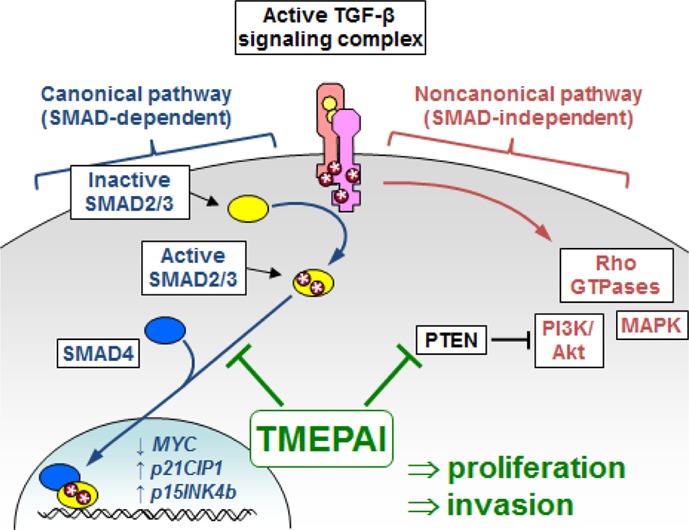 Active TGF-β
signaling complex
Canonical pathway
(SMAD-dependent)
Noncanonical pathway
(SMAD-independent)
Inactive
SMAD2/3
Active
SMAD2/3
Rho
GTPases
SMAD4
PTEN
PI3K/
Akt
MAPK
TMEPAI
↓ MYC
↑ p21CIP1
↑ p15INK4b
⇒ proliferation
⇒ invasion